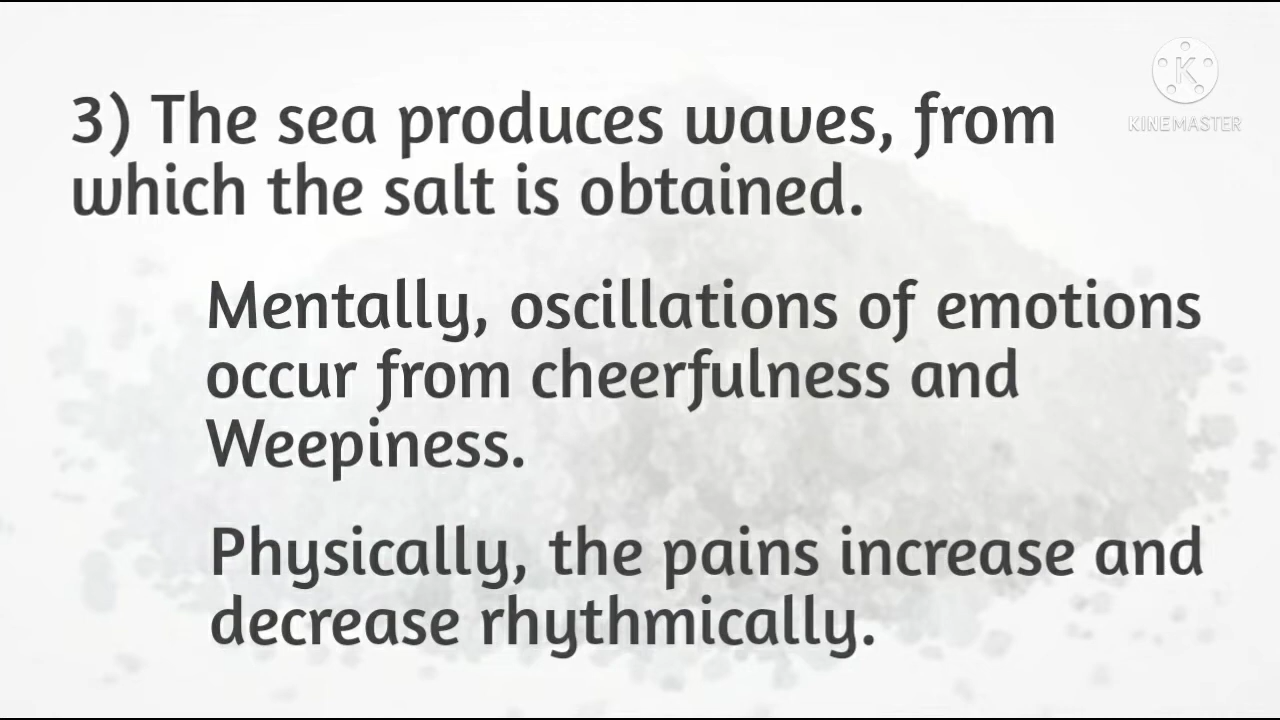 3) The sea produces waves, from
which the salt is obtained.
Mentally, oscillations of emotions
occur from cheerfulness and
Weepiness.
Physically, the pains increase and
decrease rhythmically.
K
KINEMASTER